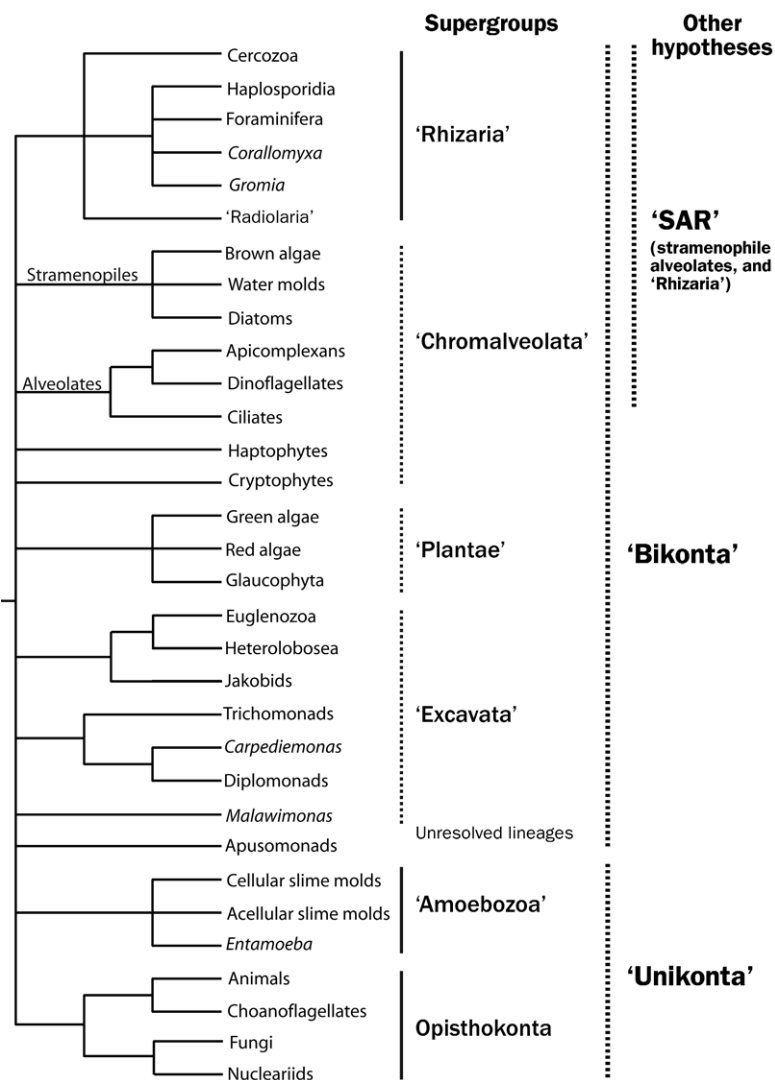 Supergroups
Other
hypotheses
Cercozoa
Haplosporidia
Foraminifera
Corallomyxa
Gromia
‘Radiolaria’
‘Rhizaria’
Stramenopiles
Brown algae
Water molds
Diatoms
Alveolates
Apicomplexans
Dinoflagellates
Ciliates
Haptophytes
Cryptophytes
‘Chromalveolata’
‘SAR’
(stramenophile
alveolates, and
‘Rhizaria’)
Green algae
Red algae
Glaucophyta
‘Plantae’
‘Bikonta’
Euglenozoa
Heterolobosea
Jakobids
Trichomonads
Carpediemonas
Diplomonads
Malawimonas
‘Excavata’
Apusomonads
Unresolved lineages
Cellular slime molds
Acellular slime molds
Entamoeba
‘Amoebozoa’
‘Unikonta’
Animals
Choanoflagellates
Fungi
Nucleariids
Opisthokonta